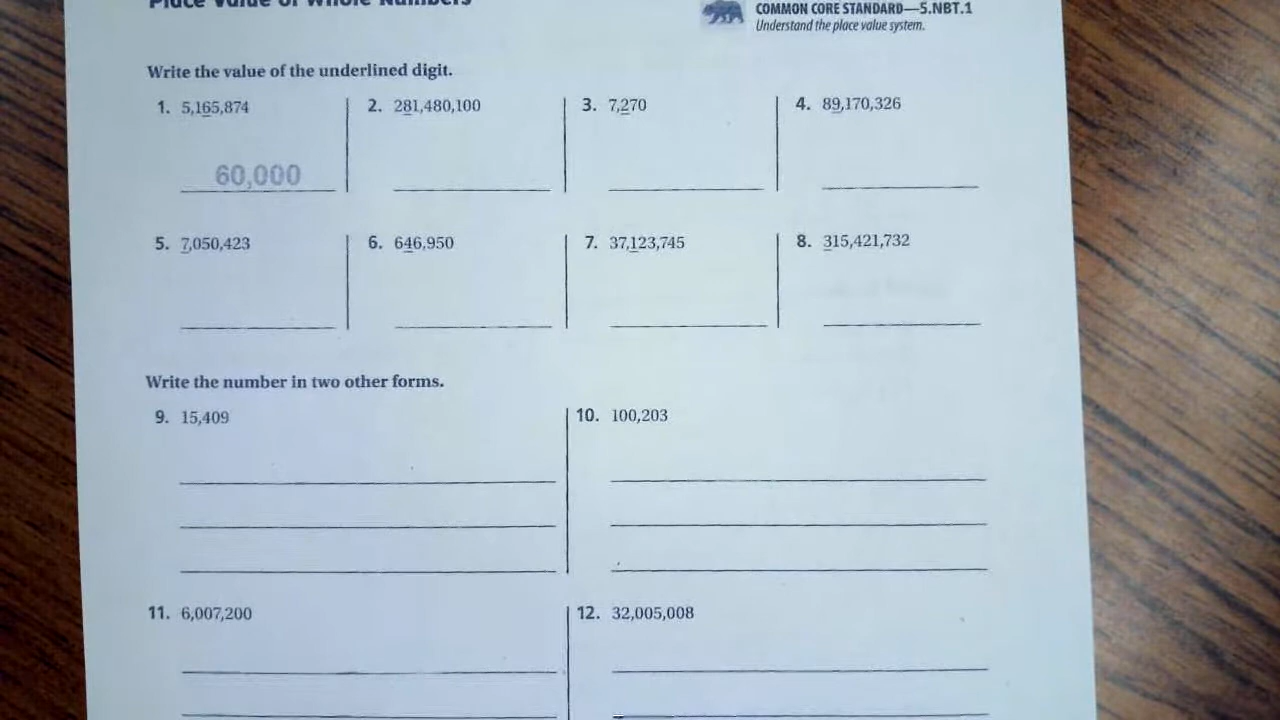 Place Value of Whole Numbers
COMMON CORE STANDARD—5.NBT.1
Understand the place value system.
Write the value of the underlined digit.
1. 5,165,874
2. 281,480,100
3. 7,270
4. 89,170,326
60,000
5. 7,050,423
6. 646,950
7. 37,123,745
8. 315,421,732
Write the number in two other forms.
9. 15,409
10. 100,203
11. 6,007,200
12. 32,005,008